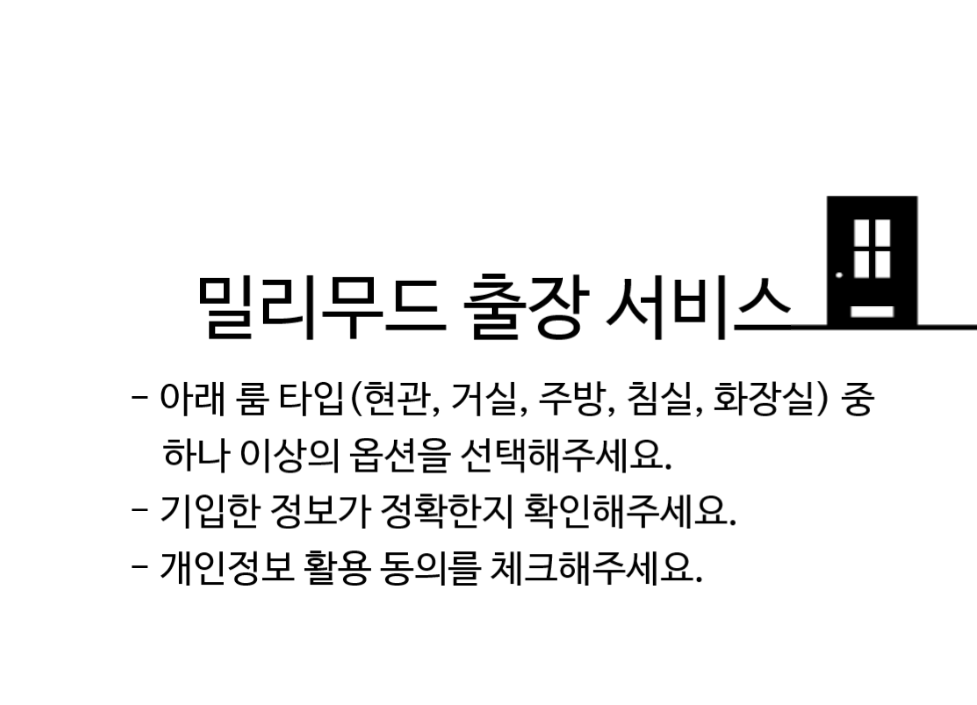 밀리무드 출장 서비스
- 아래 룸 타입(현관, 거실, 주방, 침실, 화장실) 중
하나 이상의 옵션을 선택해주세요.
- 기입한 정보가 정확한지 확인해주세요.
- 개인정보 활용 동의를 체크해주세요.